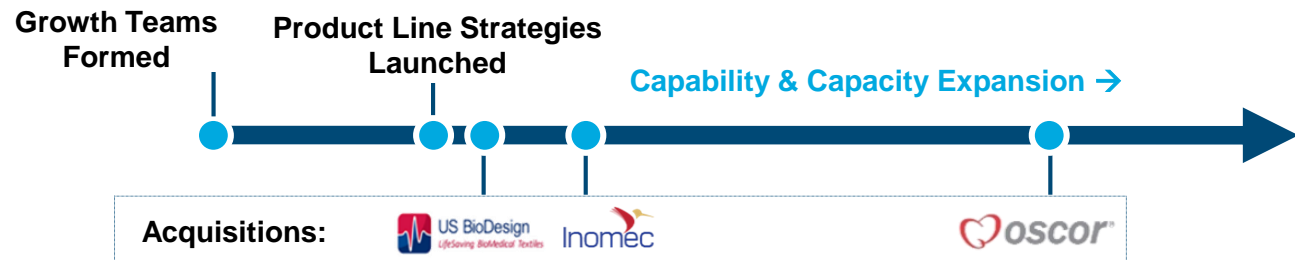 Growth Teams
Formed
Product Line Strategies
Launched
Capability & Capacity Expansion →
Acquisitions:
US BioDesign
LifeSaving BioMedical Textiles
Inomec
oscor